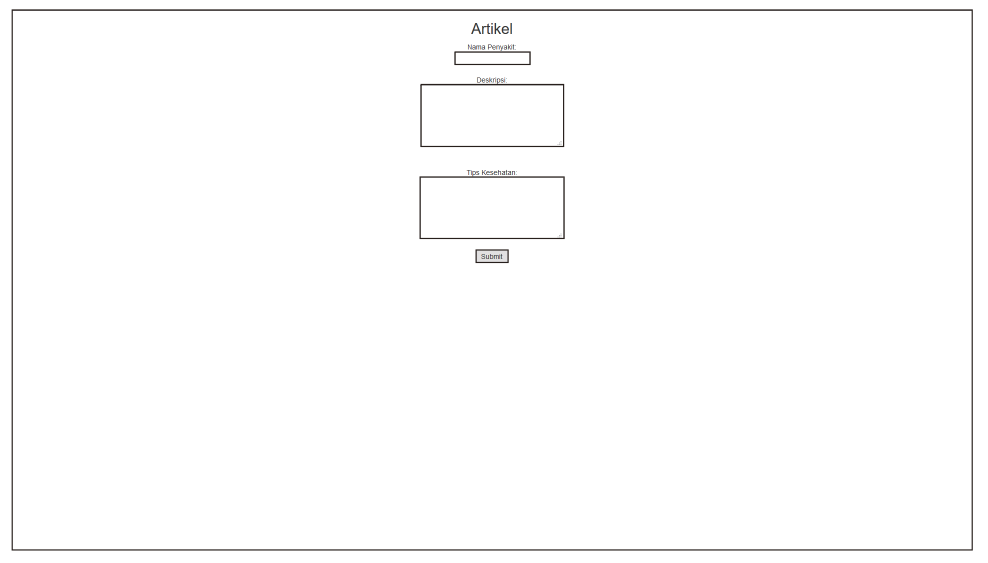 Artikel
Nama Penyakit:
Deskripsi:
Tips Kesehatan:
Submit